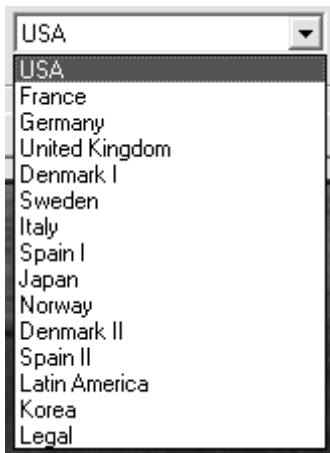 USA
USA
France
Germany
United Kingdom
Denmark I
Sweden
Italy
Spain I
Japan
Norway
Denmark II
Spain II
Latin America
Korea
Legal